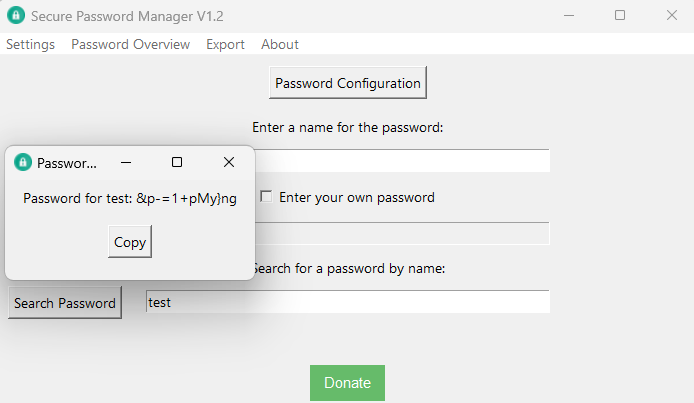 Secure Password Manager V1.2
Settings Password Overview Export About
Password Configuration
Enter a name for the password:
Passwor...
Password for test: &p-=1+pMy}ng
Copy
Enter your own password
Search for a password by name:
Search Password test
Donate